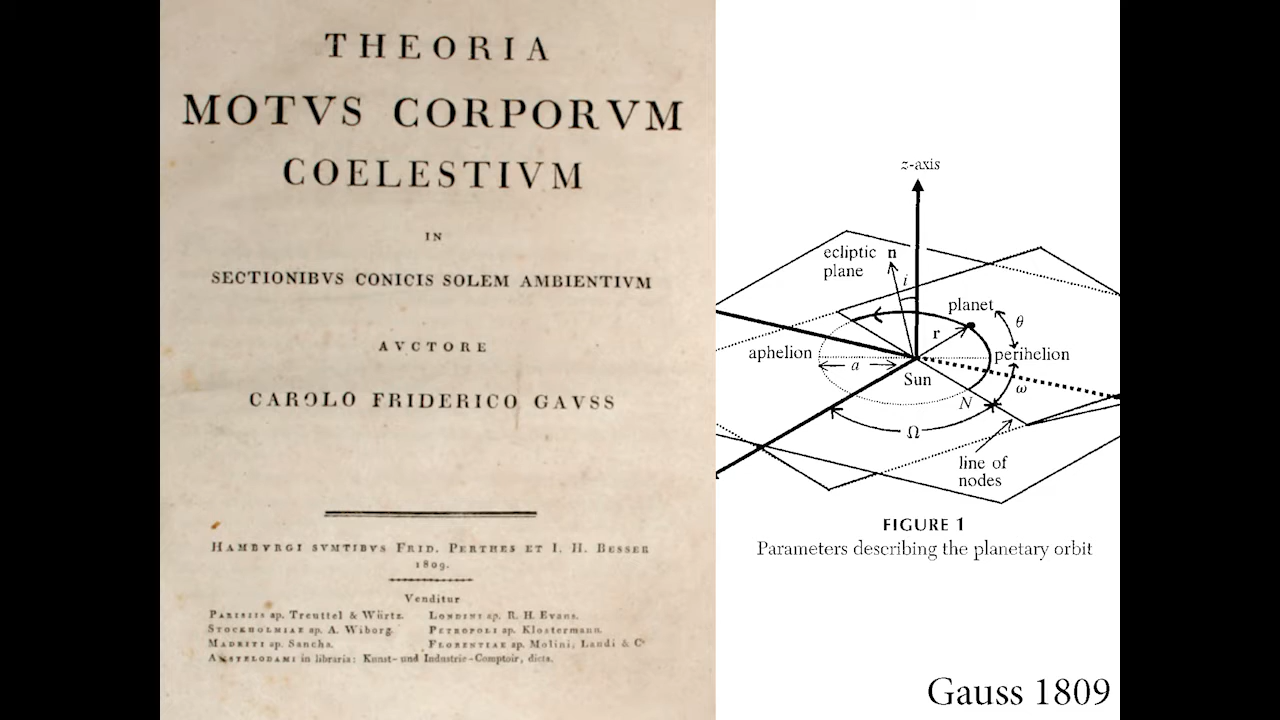 THEORIA
MOTVS CORPORVM
COELESTIVM
IN
SECTIONIBVS CONICIS SOLEM AMBIENTIVM
AVCTORE
CAROLO FRIDERICO GAVSS
HAMBVRGI SVMTIBVS FRID. PERTHES ET I. H. BESSER
1809.
Venditur
PARISIIS ap. Treuttel & Würtz.
LONDINI ap. R. H. Evans.
STOCKHOLMIAE ap. A. Wiborg.
PETROPOLI ap. Klostermann.
MADRITI ap. Sancha.
FLORENTIAE ap. Molini, Landi & Cº
AMSTELODAMI in libraria: Kunst- und Industrie-Comptoir, dicta.
z-axis
ecliptic n
plane
i
planet
θ
r
aphelion
perihelion
a
Sun
ω
N
Ω
line of
nodes
FIGURE 1
Parameters describing the planetary orbit
Gauss 1809